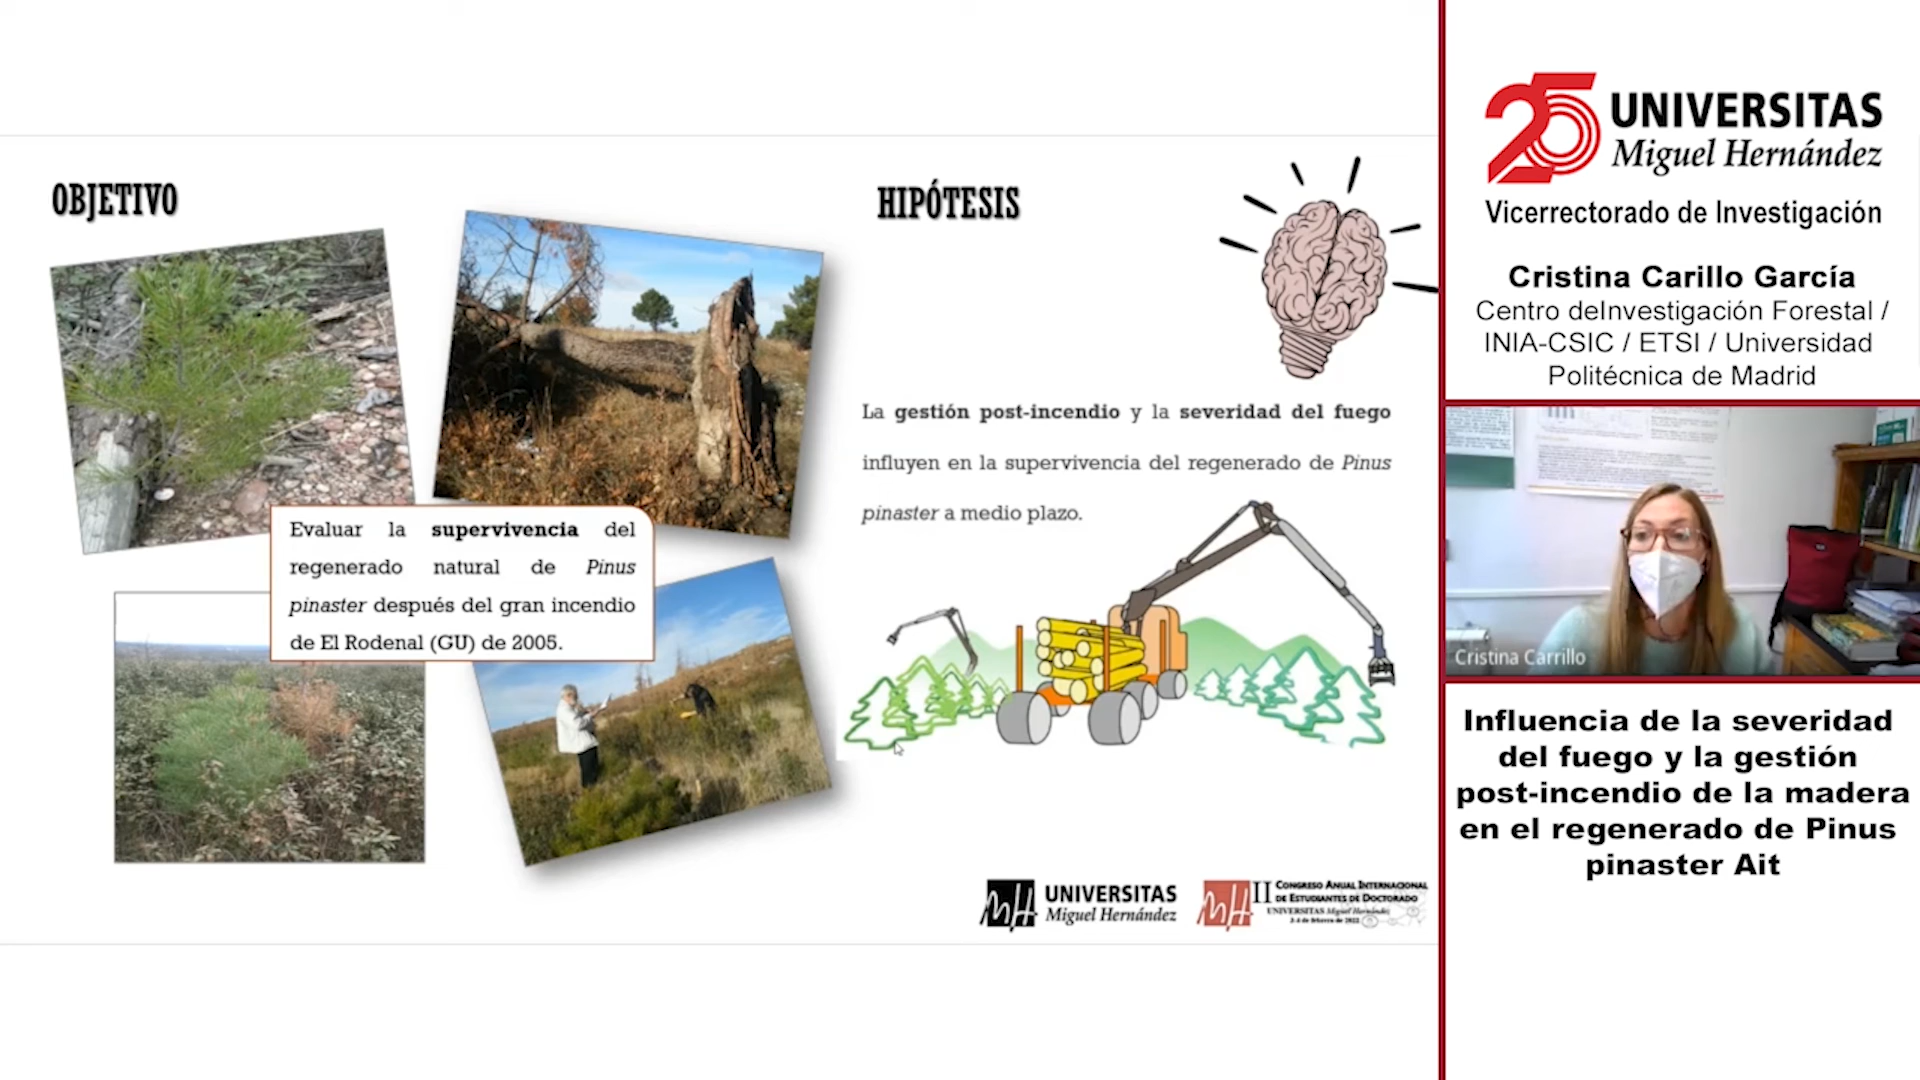 OBJETIVO
Evaluar la supervivencia del
regenerado natural de Pinus
pinaster después del gran incendio
de El Rodenal (GU) de 2005.
HIPÓTESIS
La gestión post-incendio y la severidad del fuego
influyen en la supervivencia del regenerado de Pinus
pinaster a medio plazo.
UNIVERSITAS
Miguel Hernández
II CONGRESO ANUAL INTERNACIONAL
DE ESTUDIANTES DE DOCTORADO
UNIVERSITAS Miguel Hernández
25 UNIVERSITAS
Miguel Hernández
Vicerrectorado de Investigación
Cristina Carillo García
Centro deInvestigación Forestal /
INIA-CSIC / ETSI / Universidad
Politécnica de Madrid
Cristina Carrillo
Influencia de la severidad
del fuego y la gestión
post-incendio de la madera
en el regenerado de Pinus
pinaster Ait